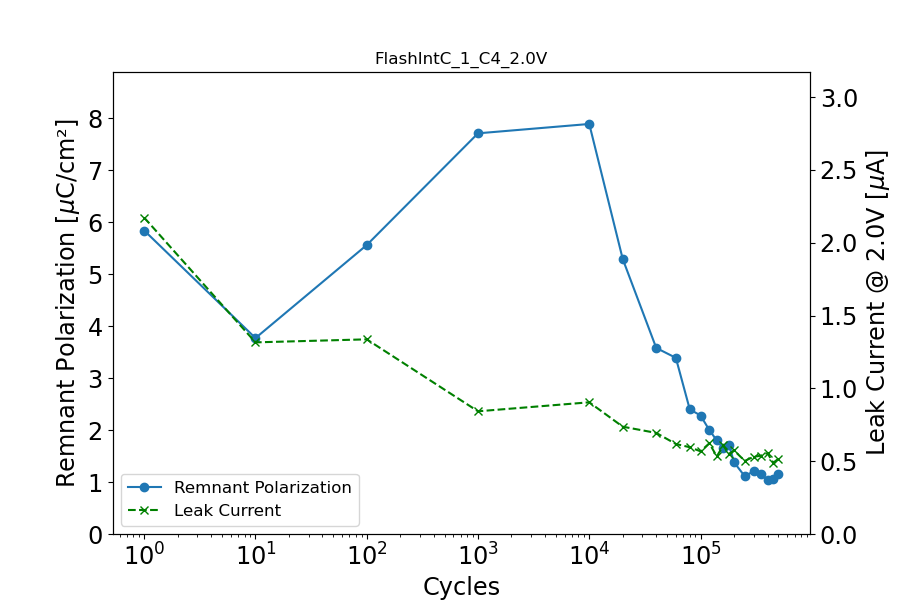 FlashIntC_1_C4_2.0V
Remnant Polarization [μC/cm²]
8
7
6
5
4
3
2
1
0
3.0
2.5
2.0
1.5
1.0
0.5
0.0
Leak Current @ 2.0V [μA]
Remnant Polarization
Leak Current
10⁰ 10¹ 10² 10³ 10⁴ 10⁵
Cycles